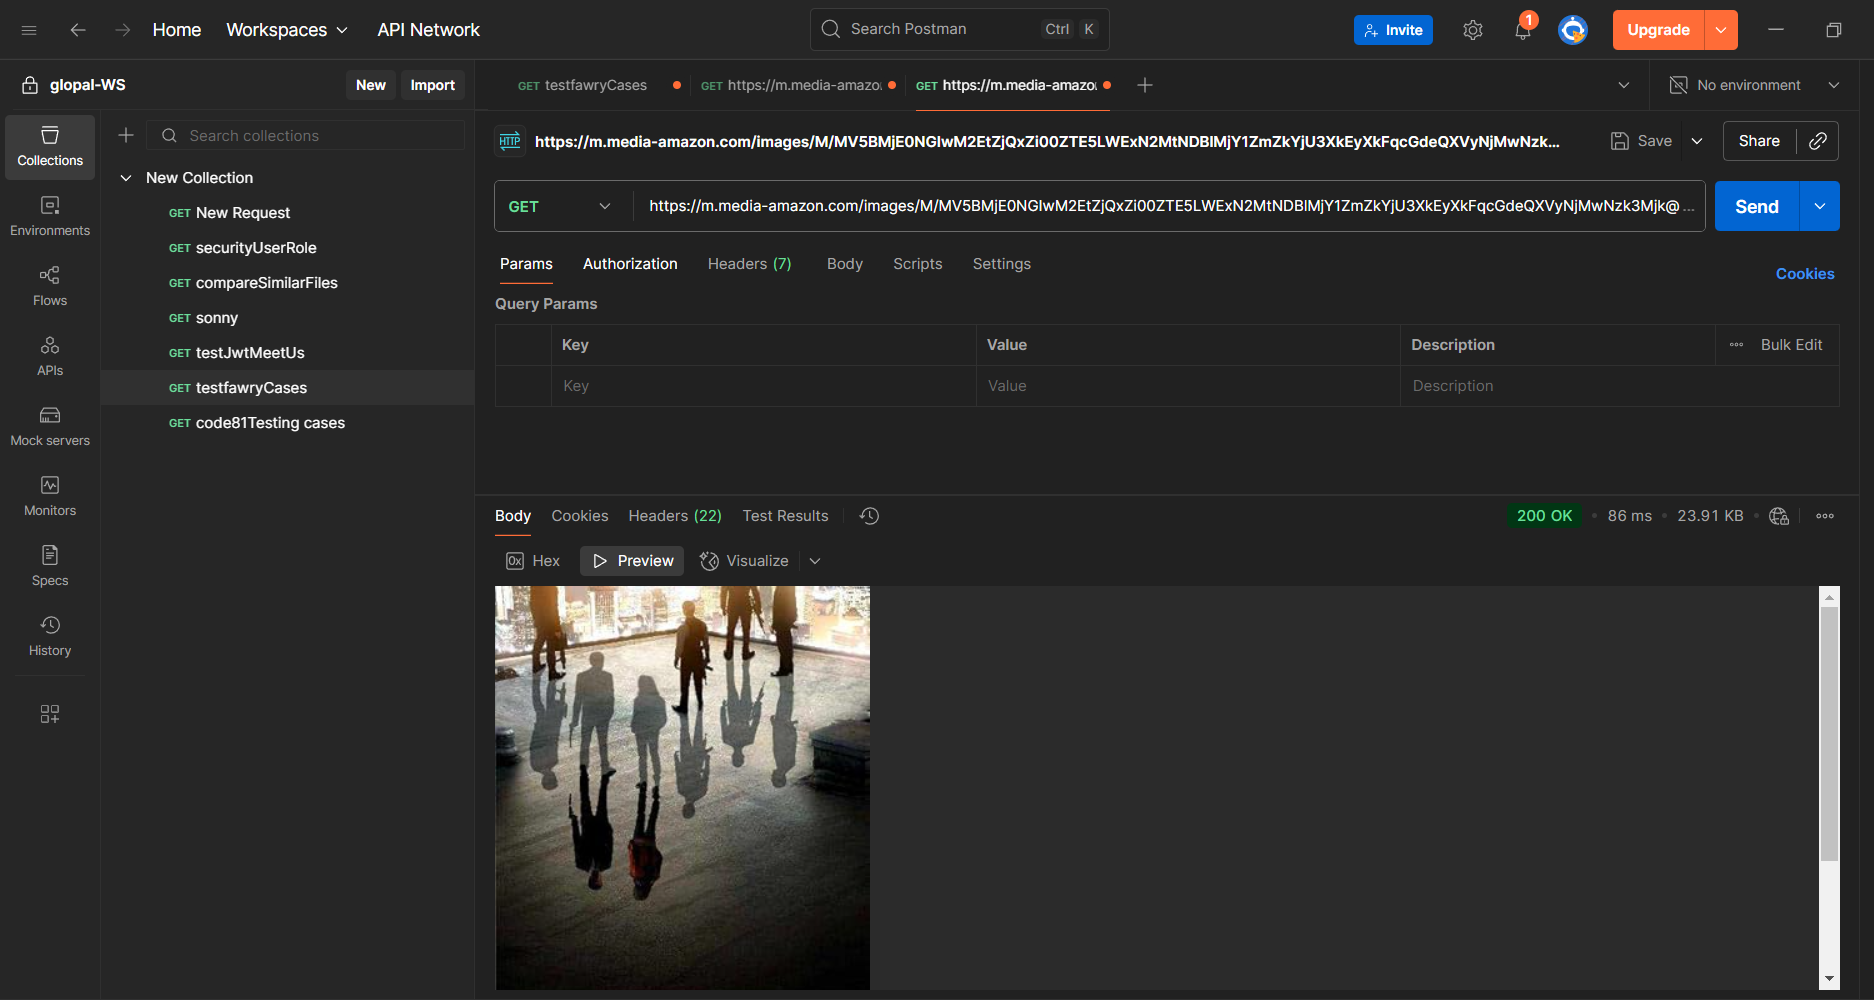 Home Workspaces API Network Search Postman Ctrl K Invite 1 Upgrade
glopal-WS New Import GET testfawryCases GET https://m.media-amazo GET https://m.media-amazo No environment
Search collections
Collections
Environments
Flows
APIs
Mock servers
Monitors
Specs
History
New Collection
GET New Request
GET securityUserRole
GET compareSimilarFiles
GET sonny
GET testJwtMeetUs
GET testfawryCases
GET code81Testing cases
HTTP https://m.media-amazon.com/images/M/MV5BMjE0NGIwM2EtZjQxZi00ZTE5LWExN2MtNDBlMjY1ZmZkYjU3XkEyXkFqcGdeQXVyNjMwNzk... Save Share
GET https://m.media-amazon.com/images/M/MV5BMjE0NGIwM2EtZjQxZi00ZTE5LWExN2MtNDBlMjY1ZmZkYjU3XkEyXkFqcGdeQXVyNjMwNzk3Mjk@ ... Send
Params Authorization Headers (7) Body Scripts Settings Cookies
Query Params
Key Value Description Bulk Edit
Key Value Description
Body Cookies Headers (22) Test Results 200 OK • 86 ms • 23.91 KB •
0x Hex Preview Visualize